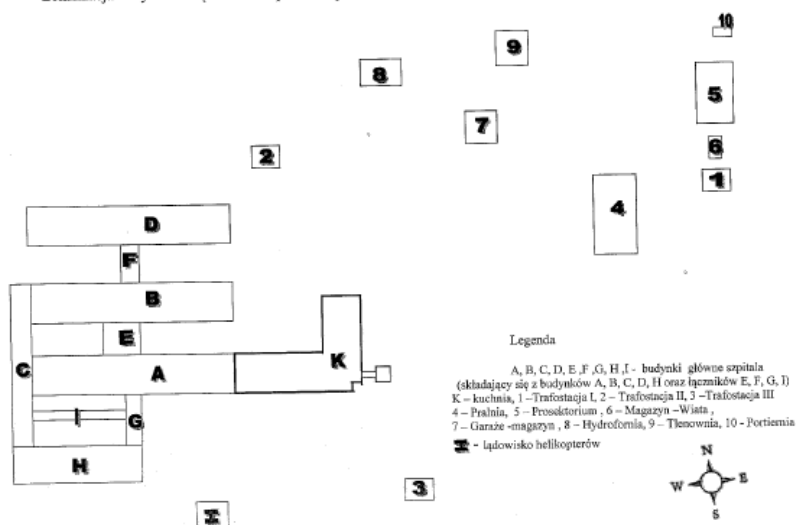 10
9
8
5
7
6
2
1
4
D
F
B
E
C
A
K
I
G
H
3
Legenda
A, B, C, D, E ,F ,G, H ,I - budynki główne szpitala
(składający się z budynków A, B, C, D, H oraz łączników E, F, G, I)
K – kuchnia, 1 –Trafostacja I, 2 – Trafostacja II, 3 –Trafostacja III
4 – Pralnia, 5 – Prosektorium , 6 – Magazyn –Wiata ,
7 – Garaże -magazyn , 8 – Hydrofornia, 9 – Tlenownia, 10 - Portiernia
- lądowisko helikopterów
N
W E
S